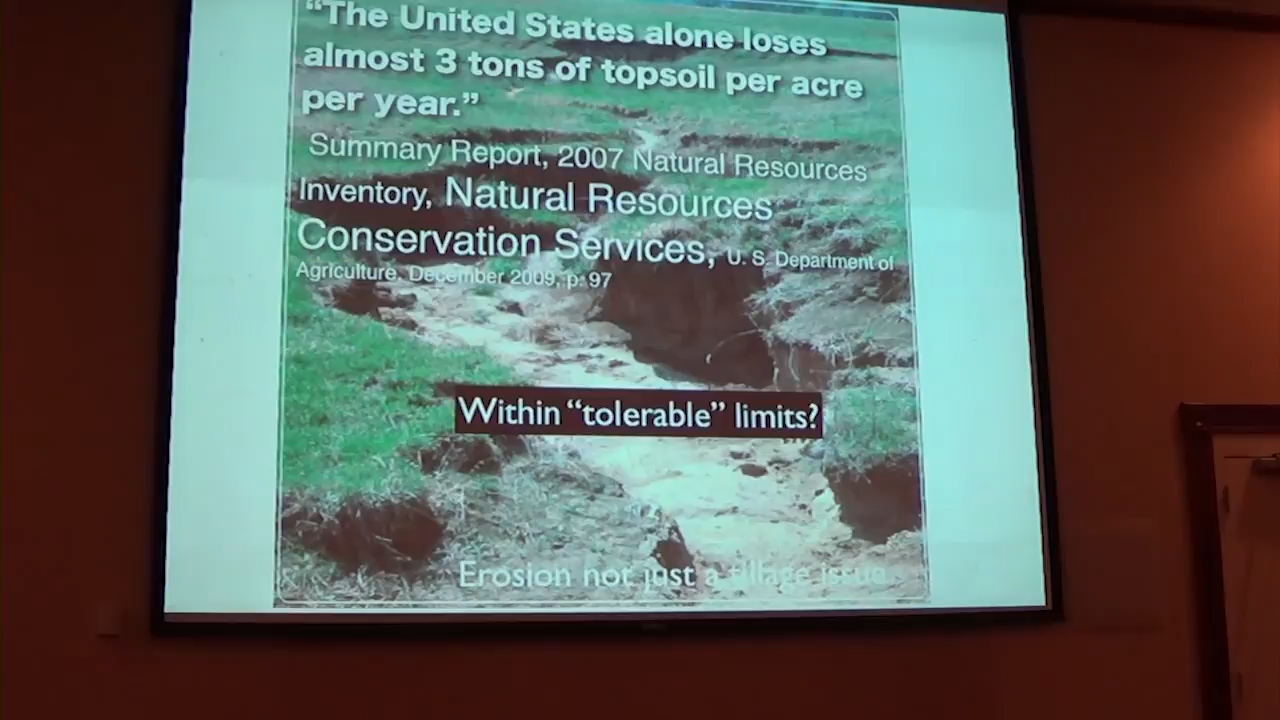 “The United States alone loses
almost 3 tons of topsoil per acre
per year.”
Summary Report, 2007 Natural Resources
Inventory, Natural Resources
Conservation Services, U. S. Department of
Agriculture. December 2009, p. 97
Within “tolerable” limits?
Erosion not just a tillage issue.